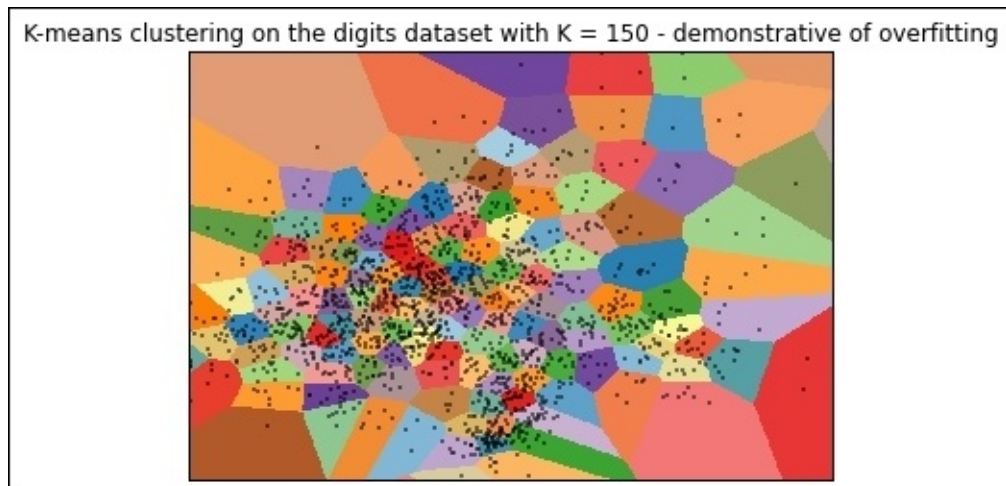 K-means clustering on the digits dataset with K = 150 - demonstrative of overfitting